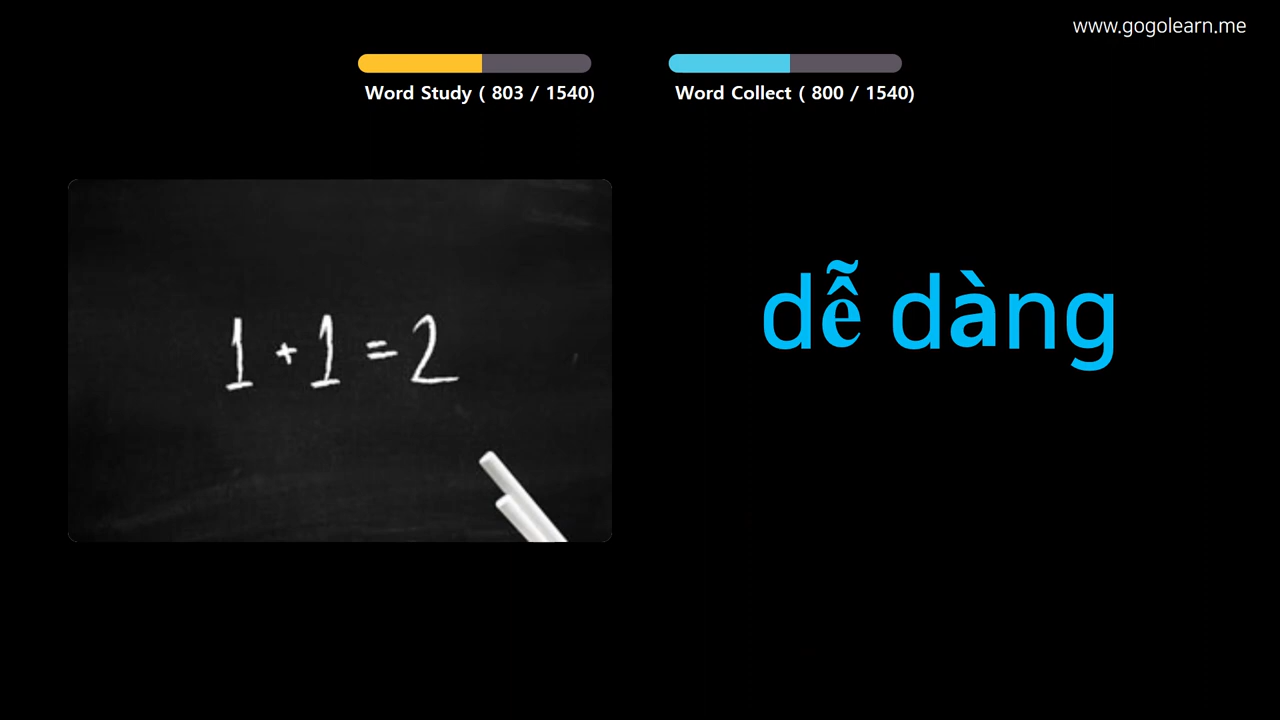 www.gogolearn.me
Word Study ( 803 / 1540)
Word Collect ( 800 / 1540)
1 + 1 = 2
dễ dàng